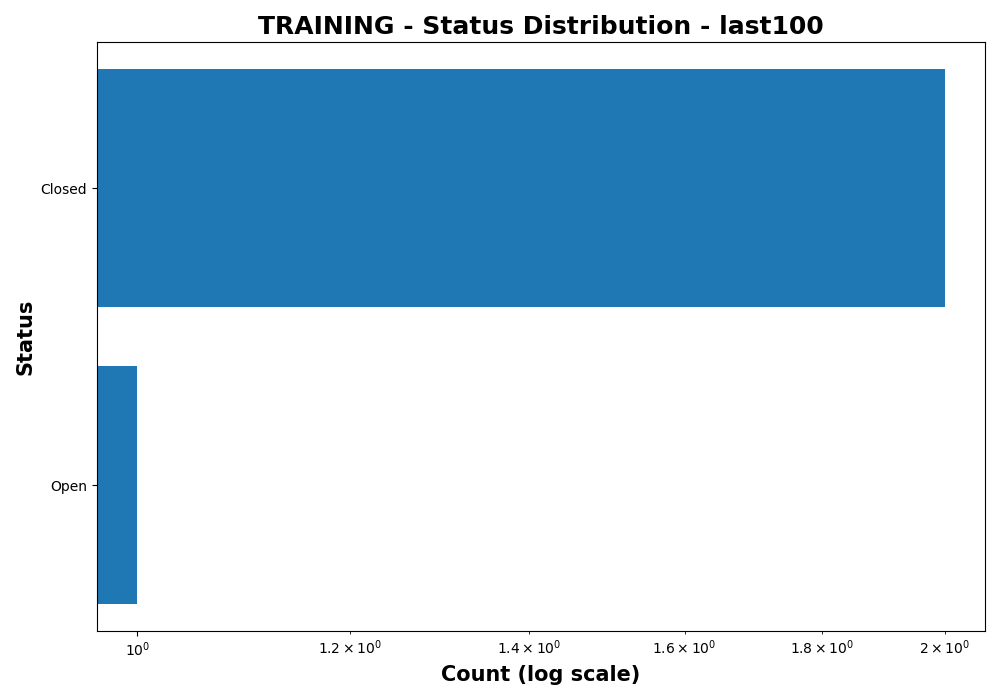 TRAINING - Status Distribution - last100
Closed
Status
Open
10⁰
1.2 × 10⁰
1.4 × 10⁰
1.6 × 10⁰
1.8 × 10⁰
2 × 10⁰
Count (log scale)